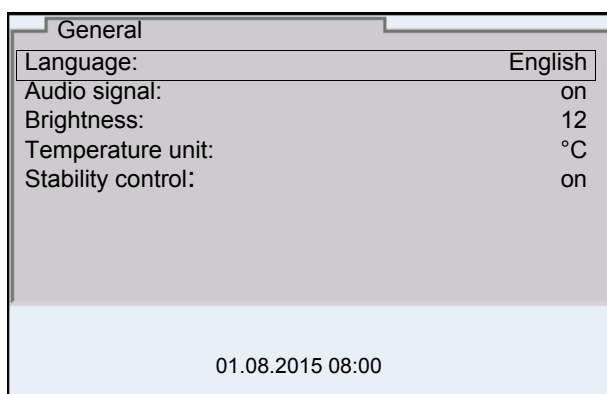 General
Language: English
Audio signal: on
Brightness: 12
Temperature unit: °C
Stability control: on
01.08.2015 08:00